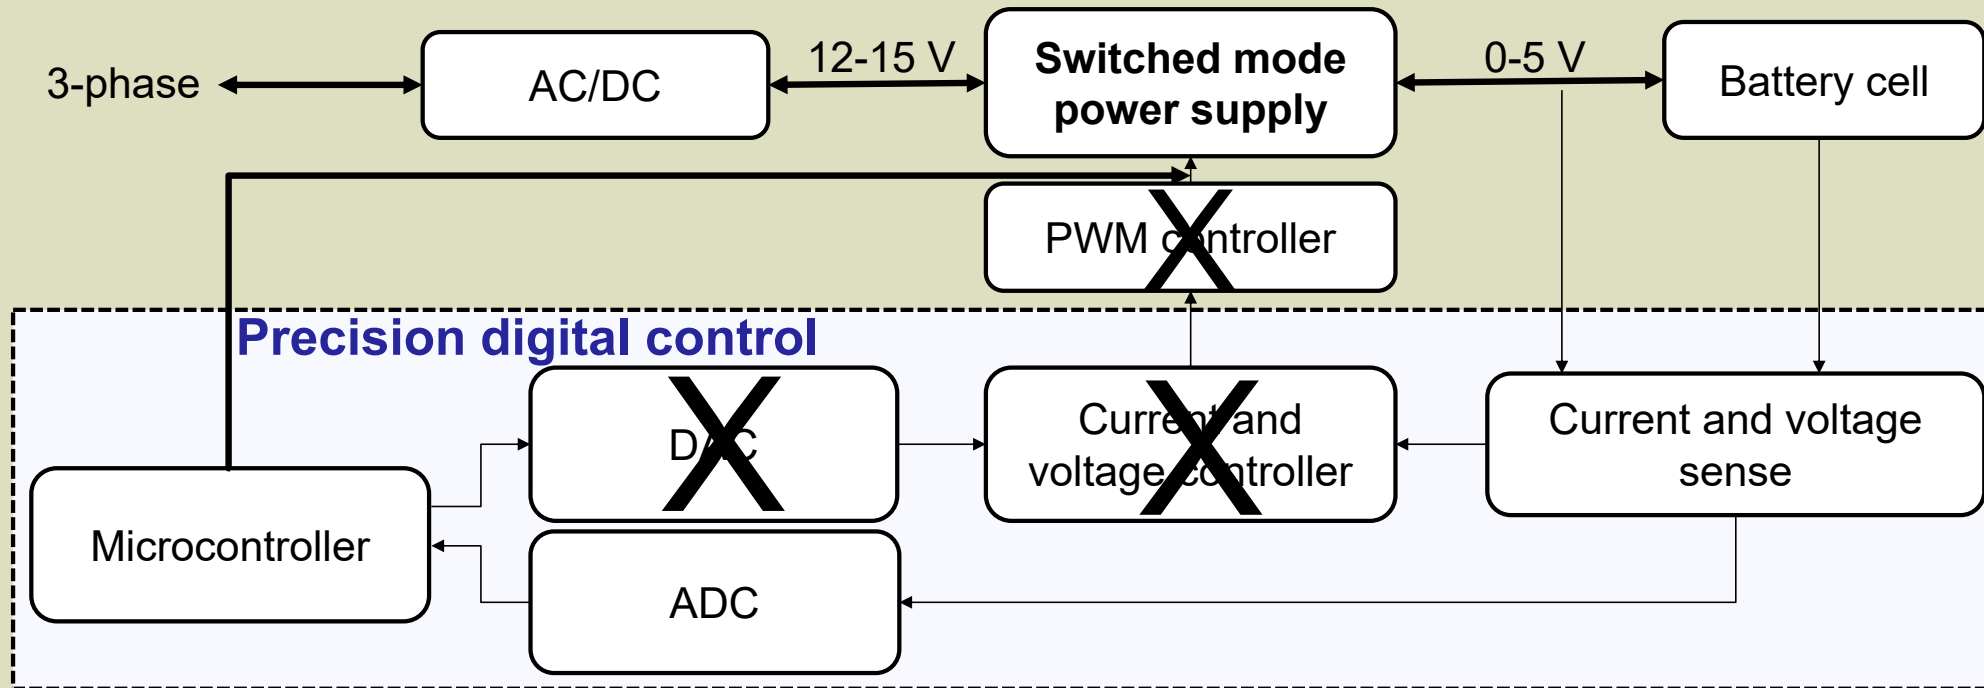 3-phase
AC/DC
12-15 V
Switched mode
power supply
0-5 V
Battery cell
PWM controller
Precision digital control
DAC
Current and
voltage controller
Current and voltage
sense
Microcontroller
ADC